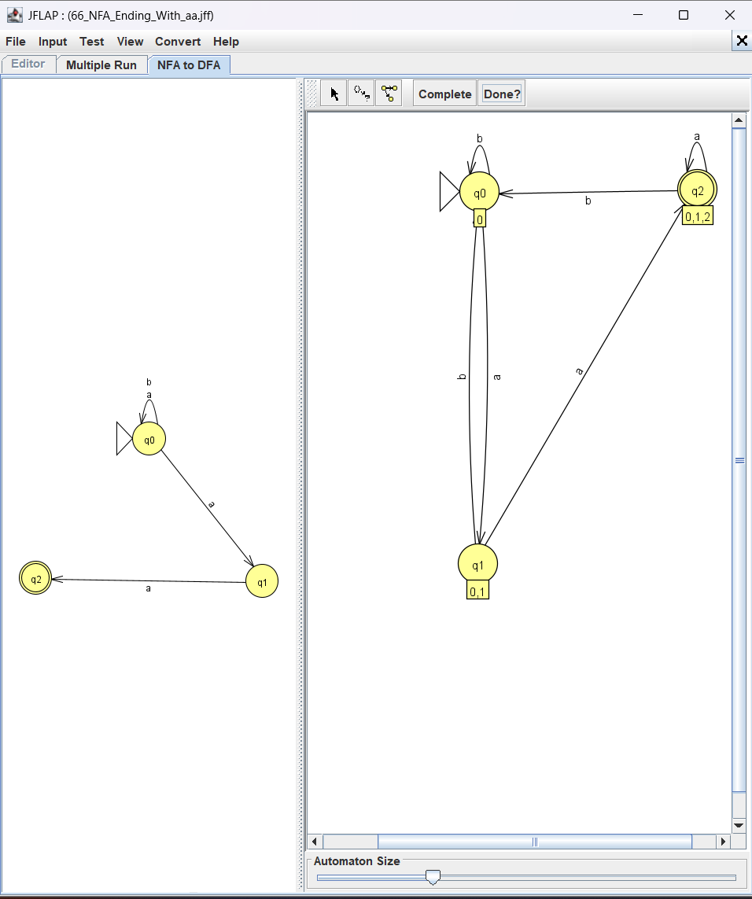 JFLAP : (66_NFA_Ending_With_aa.jff)
File Input Test View Convert Help
Editor Multiple Run NFA to DFA
Complete Done?
b
a
q0
a
q2
q1
a
b
q0
0
a
q2
0,1,2
b
b
a
a
q1
0,1
Automaton Size